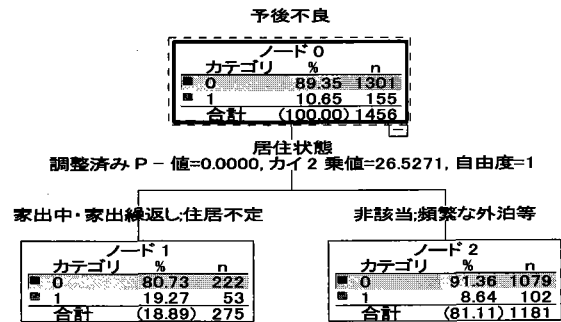 予後不良
ノード 0
カテゴリ % n
0 89.35 1301
1 10.65 155
合計 (100.00) 1456
居住状態
調整済み P - 値=0.0000, カイ 2 乗値=26.5271, 自由度=1
家出中・家出繰返し;住居不定
非該当;頻繁な外泊等
ノード 1
カテゴリ % n
0 80.73 222
1 19.27 53
合計 (18.89) 275
ノード 2
カテゴリ % n
0 91.36 1079
1 8.64 102
合計 (81.11) 1181